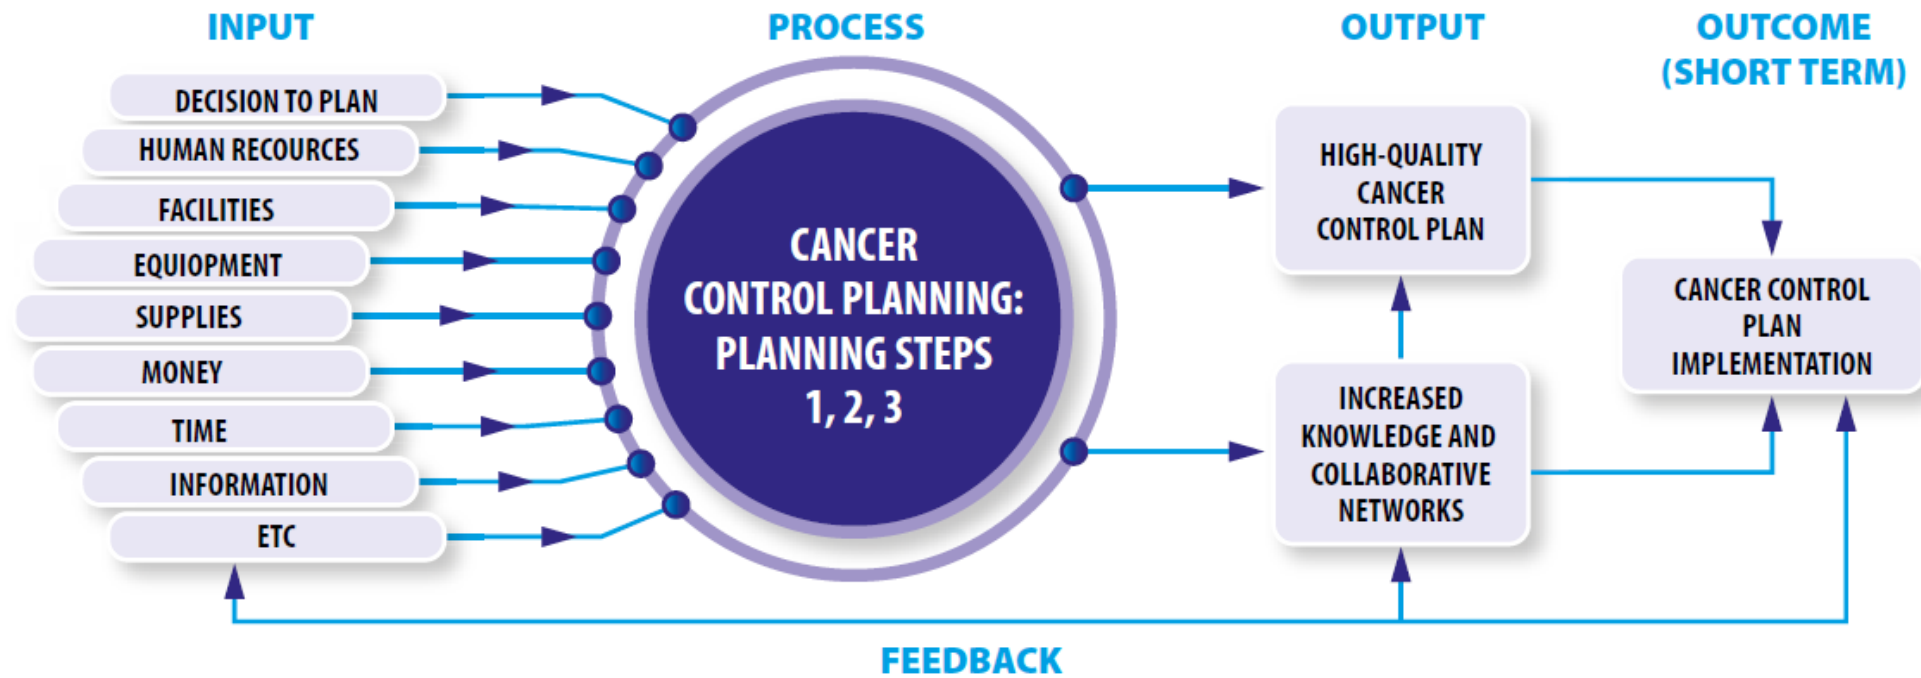 INPUT
PROCESS
OUTPUT
OUTCOME
(SHORT TERM)
DECISION TO PLAN
HUMAN RECOURCES
FACILITIES
EQUIOPMENT
SUPPLIES
MONEY
TIME
INFORMATION
ETC
CANCER
CONTROL PLANNING:
PLANNING STEPS
1, 2, 3
HIGH-QUALITY
CANCER
CONTROL PLAN
INCREASED
KNOWLEDGE AND
COLLABORATIVE
NETWORKS
CANCER CONTROL
PLAN
IMPLEMENTATION
FEEDBACK